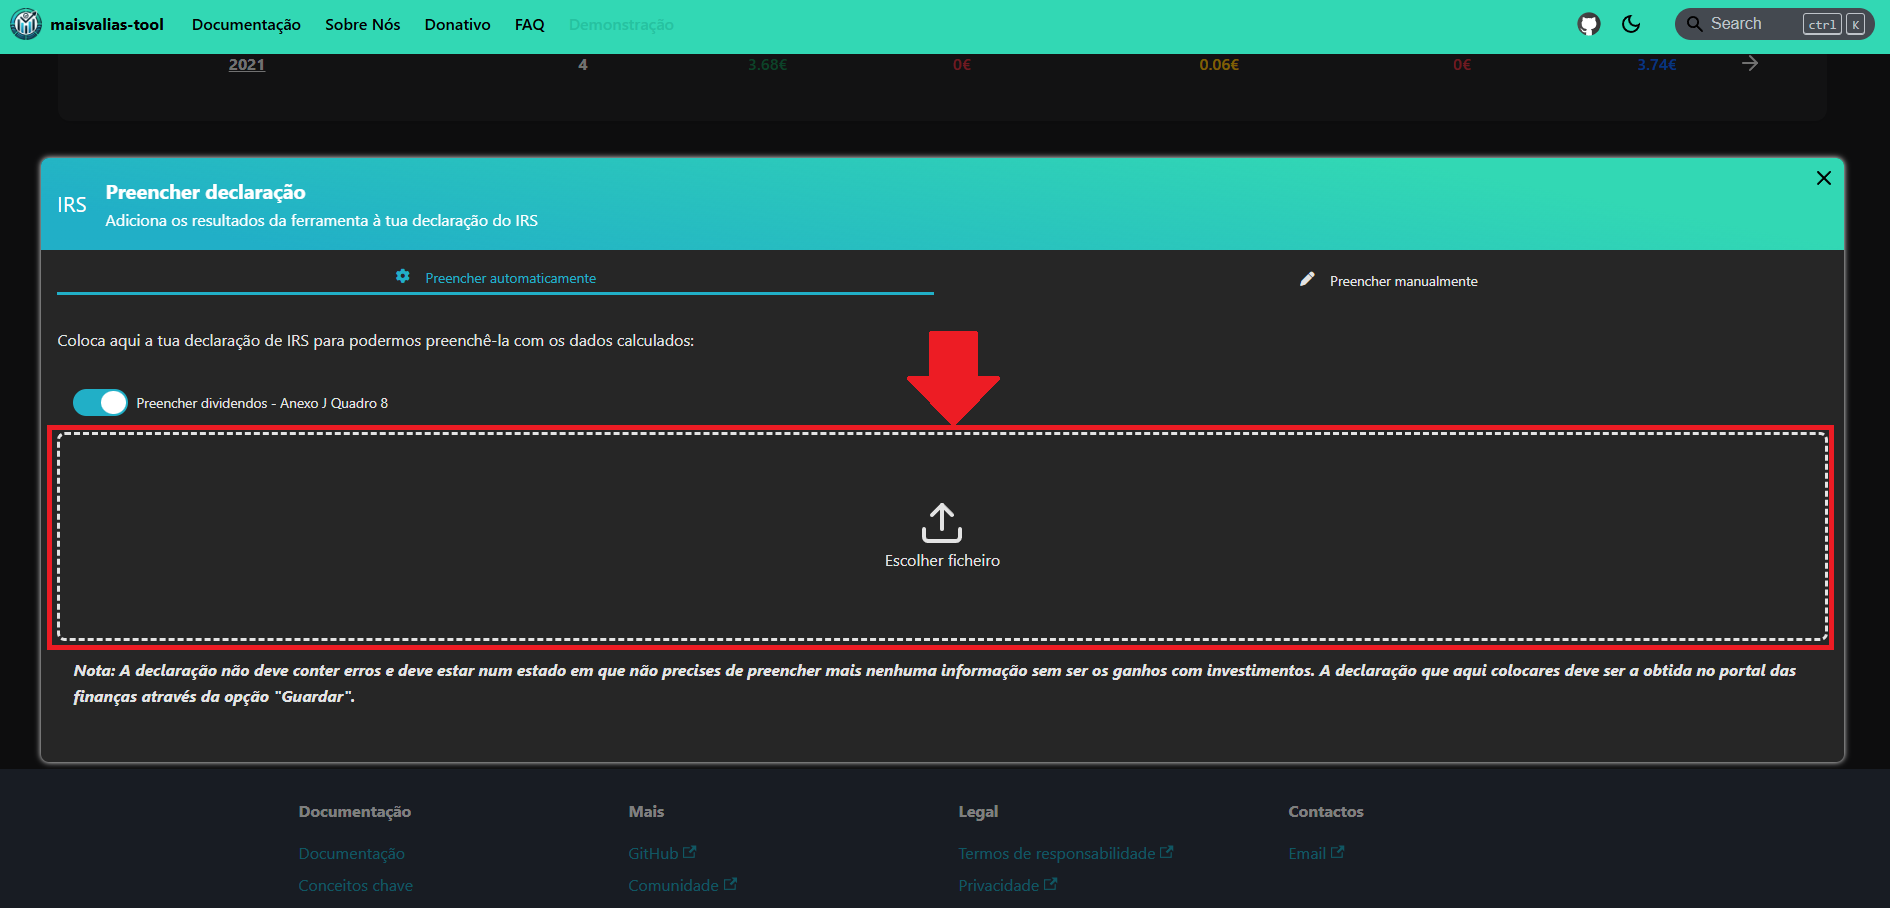 maisvalias-tool Documentação Sobre Nós Donativo FAQ Demonstração Search ctrl K
2021 4 3.68€ 0€ 0.06€ 0€ 3.74€
IRS
Preencher declaração
Adiciona os resultados da ferramenta à tua declaração do IRS
Preencher automaticamente Preencher manualmente
Coloca aqui a tua declaração de IRS para podermos preenchê-la com os dados calculados:
Preencher dividendos - Anexo J Quadro 8
Escolher ficheiro
Nota: A declaração não deve conter erros e deve estar num estado em que não precises de preencher mais nenhuma informação sem ser os ganhos com investimentos. A declaração que aqui colocares deve ser a obtida no portal das
finanças através da opção "Guardar".
Documentação Mais Legal Contactos
Documentação GitHub Termos de responsabilidade Email
Conceitos chave Comunidade Privacidade